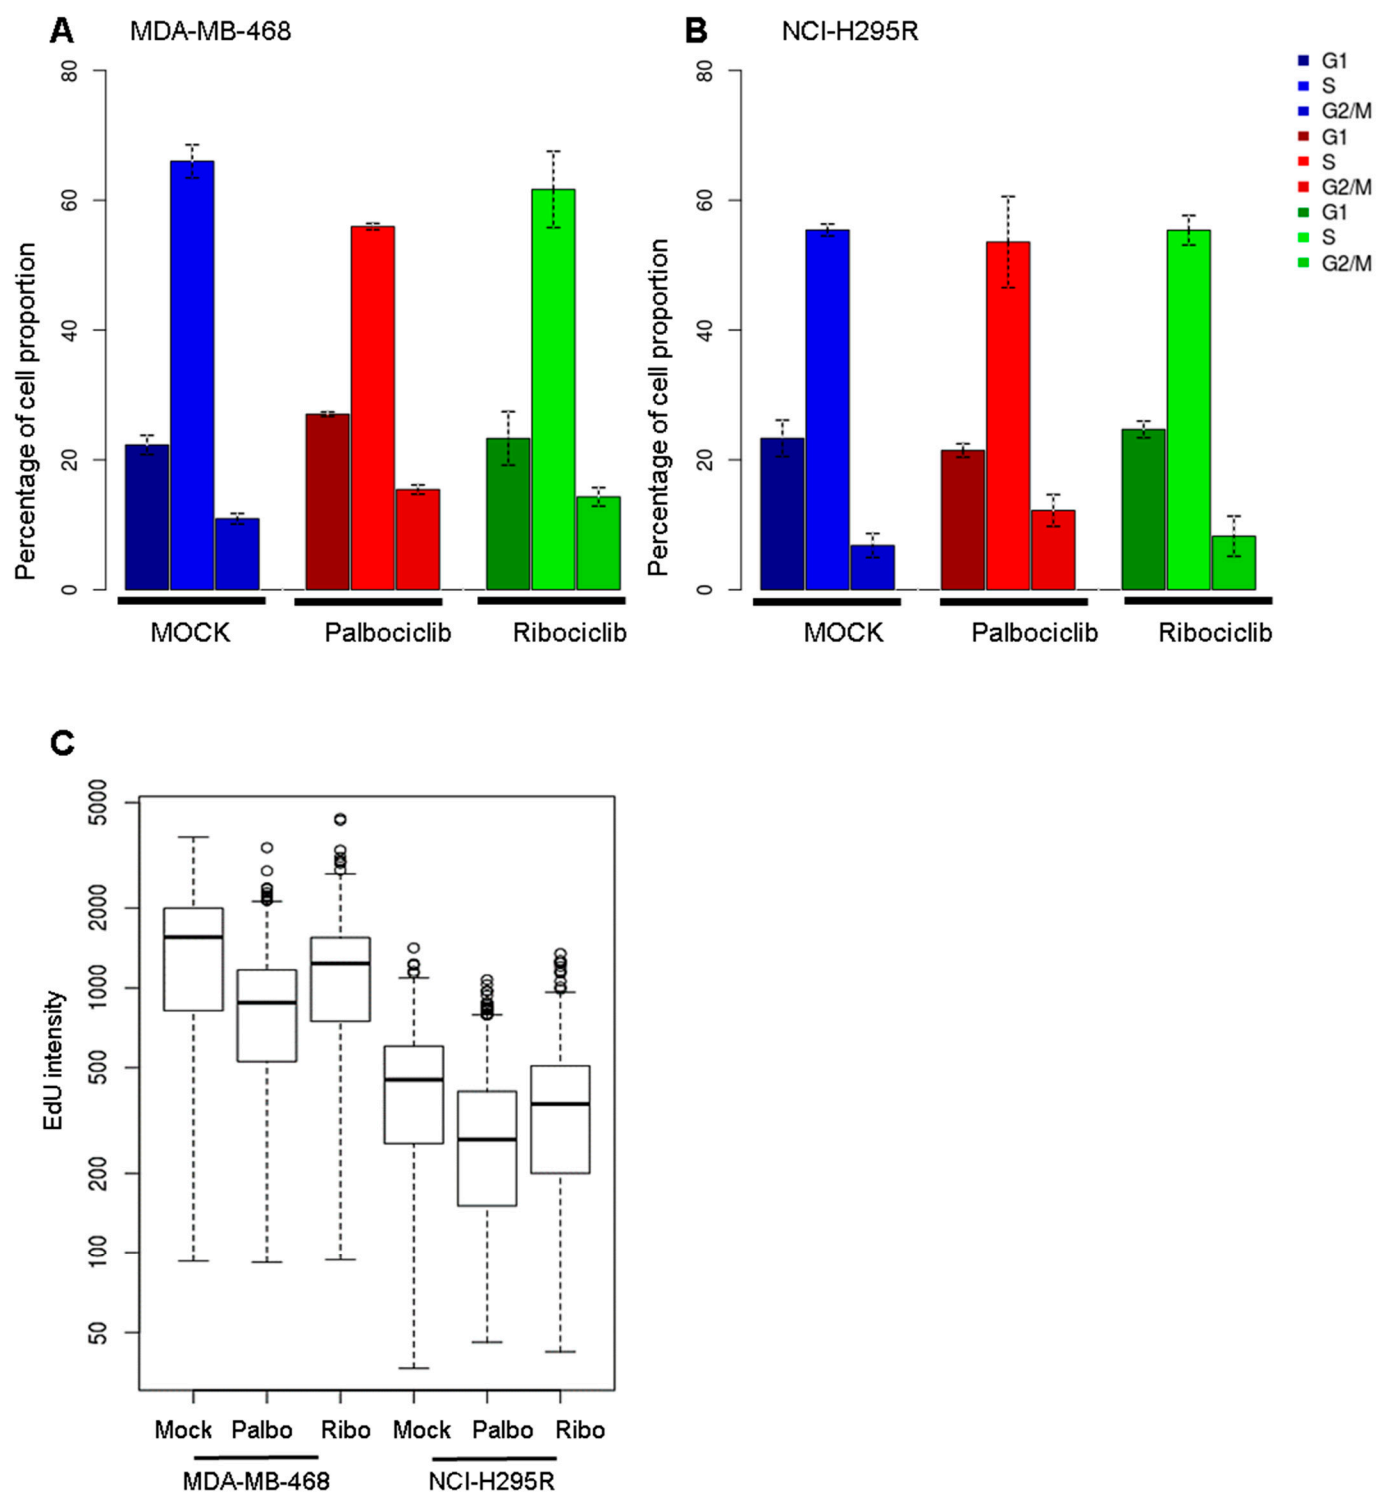 A MDA-MB-468
Percentage of cell proportion
80
60
40
20
0
MOCK Palbociclib Ribociclib
B NCI-H295R
Percentage of cell proportion
80
60
40
20
0
MOCK Palbociclib Ribociclib
G1
S
G2/M
G1
S
G2/M
G1
S
G2/M
C
EdU intensity
5000
2000
1000
500
200
100
50
Mock Palbo Ribo Mock Palbo Ribo
MDA-MB-468 NCI-H295R